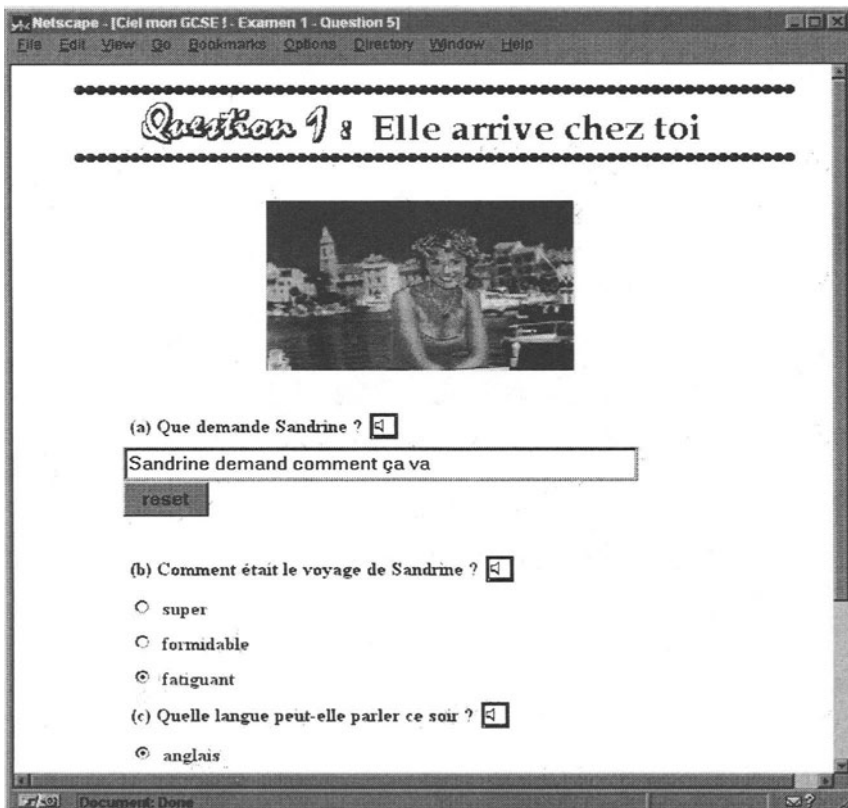 Netscape - [Ciel mon GCSE ! - Examen 1 - Question 5]
File Edit View Go Bookmarks Options Directory Window Help
Question 1 : Elle arrive chez toi
(a) Que demande Sandrine ?
Sandrine demand comment ça va
reset
(b) Comment était le voyage de Sandrine ?
super
formidable
fatiguant
(c) Quelle langue peut-elle parler ce soir ?
anglais
Document: Done